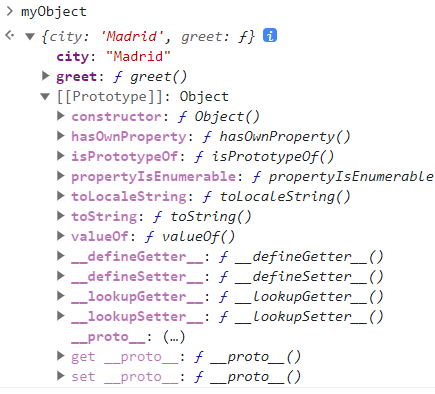 myObject
{city: 'Madrid', greet: ƒ}
city: "Madrid"
greet: ƒ greet()
[[Prototype]]: Object
constructor: ƒ Object()
hasOwnProperty: ƒ hasOwnProperty()
isPrototypeOf: ƒ isPrototypeOf()
propertyIsEnumerable: ƒ propertyIsEnumerable
toLocaleString: ƒ toLocaleString()
toString: ƒ toString()
valueOf: ƒ valueOf()
__defineGetter__: ƒ __defineGetter__()
__defineSetter__: ƒ __defineSetter__()
__lookupGetter__: ƒ __lookupGetter__()
__lookupSetter__: ƒ __lookupSetter__()
__proto__: (…)
get __proto__: ƒ __proto__()
set __proto__: ƒ __proto__()